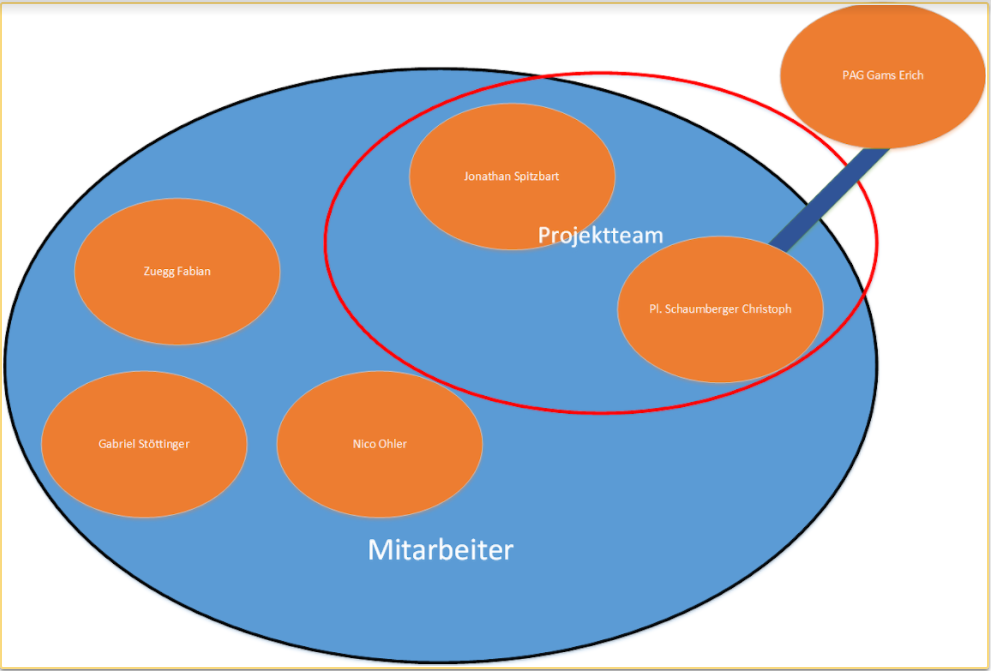 PAG Gams Erich
Jonathan Spitzbart
Projektteam
Zuegg Fabian
Pl. Schaumberger Christoph
Gabriel Stöttinger
Nico Ohler
Mitarbeiter